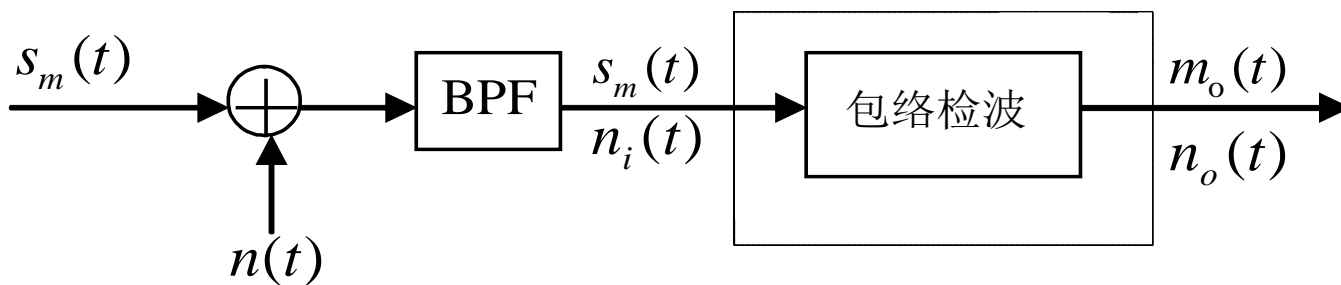 s_m(t)
BPF
s_m(t)
n_i(t)
包络检波
m_o(t)
n_o(t)
n(t)